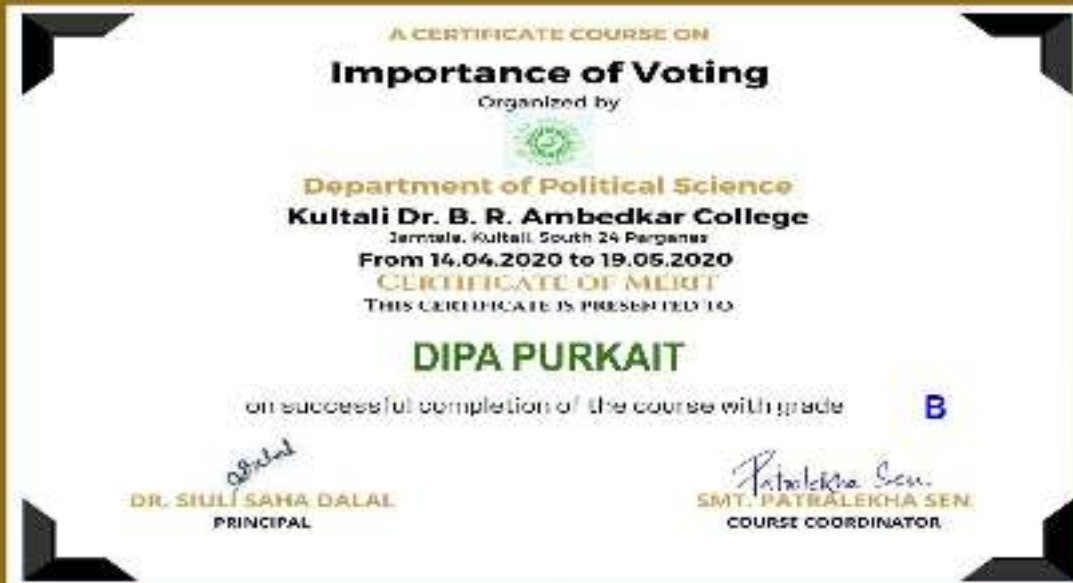 A CERTIFICATE COURSE ON
Importance of Voting
Organized by
Department of Political Science
Kultali Dr. B. R. Ambedkar College
Jamtala, Kultali, South 24 Parganas
From 14.04.2020 to 19.05.2020
CERTIFICATE OF MERIT
THIS CERTIFICATE IS PRESENTED TO
DIPA PURKAIT
on successful completion of the course with grade B
Patralekha Sen.
DR. SIULI SAHA DALAL SMT. PATRALEKHA SEN
PRINCIPAL COURSE COORDINATOR